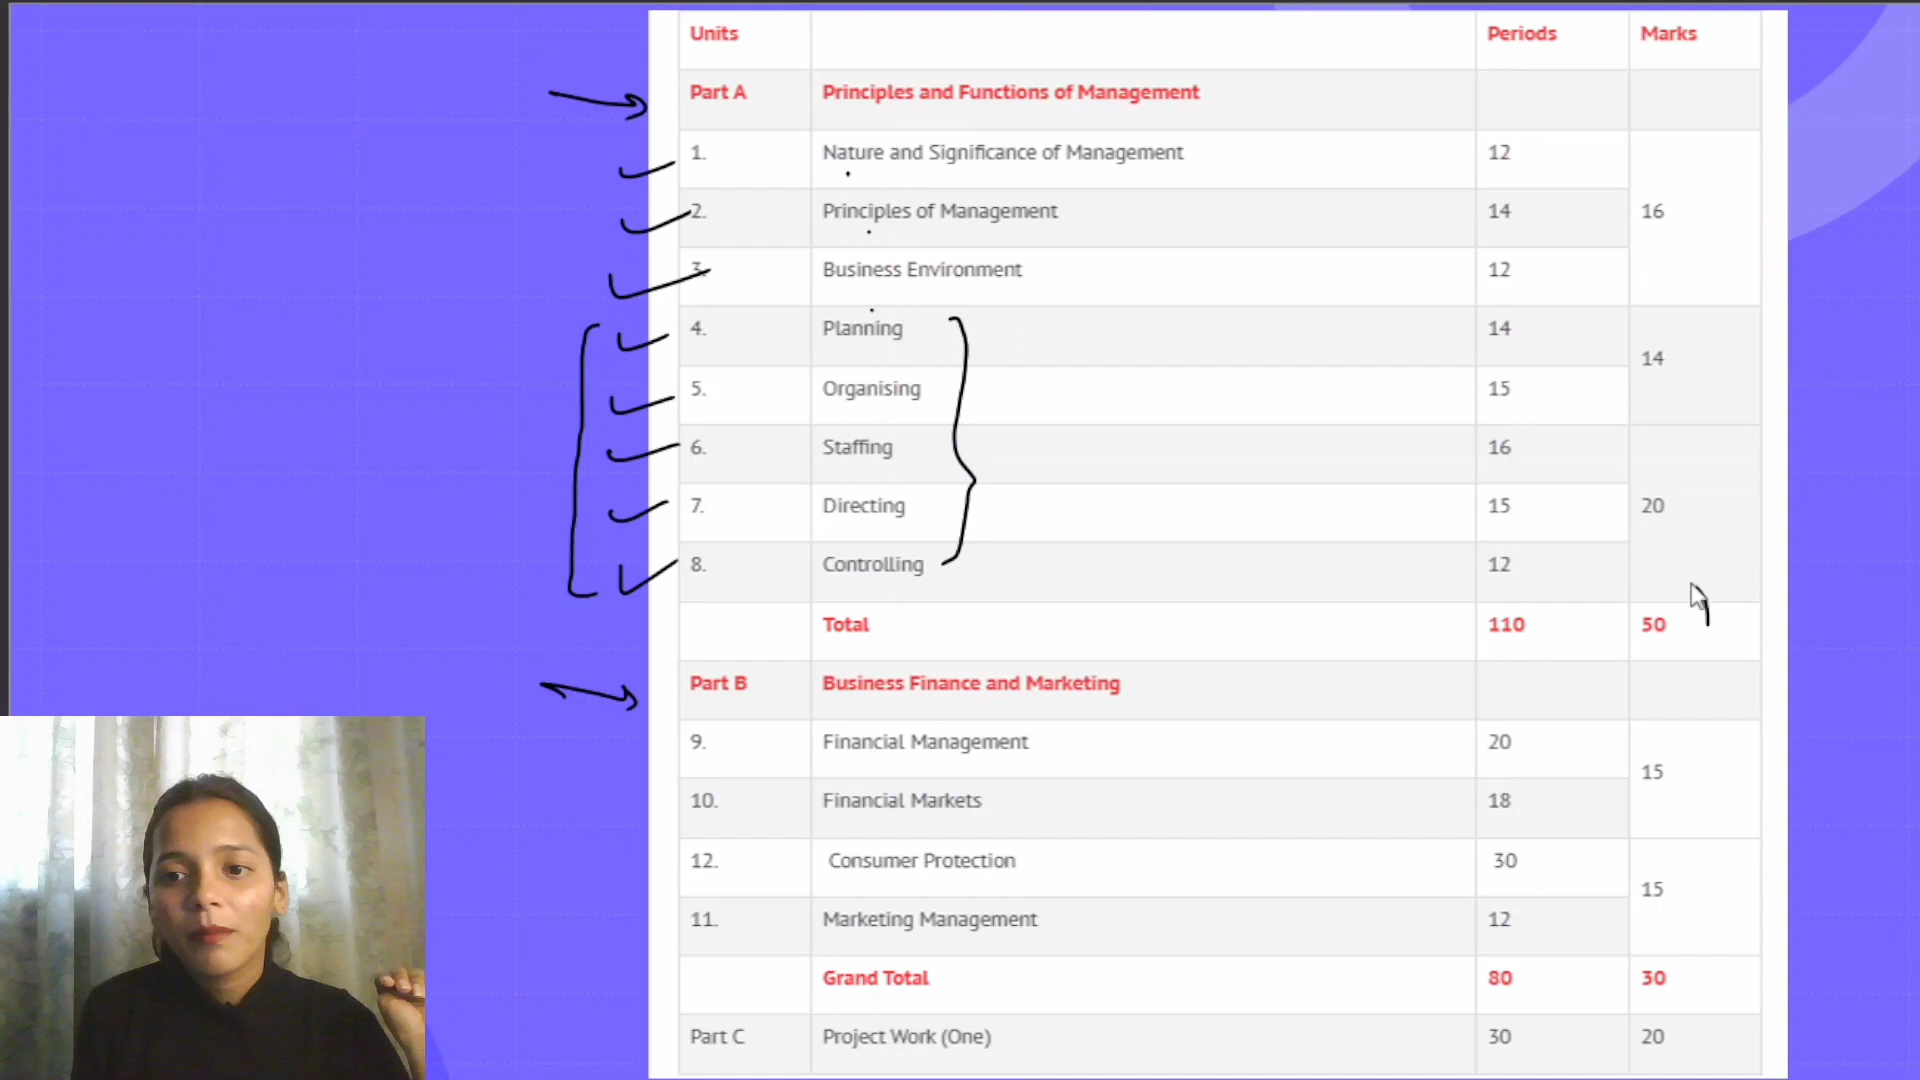 Units Periods Marks
Part A Principles and Functions of Management
1. Nature and Significance of Management 12
2. Principles of Management 14 16
3. Business Environment 12
4. Planning 14
14
5. Organising 15
6. Staffing 16
7. Directing 15 20
8. Controlling 12
Total 110 50
Part B Business Finance and Marketing
9. Financial Management 20
15
10. Financial Markets 18
12. Consumer Protection 30
15
11. Marketing Management 12
Grand Total 80 30
Part C Project Work (One) 30 20